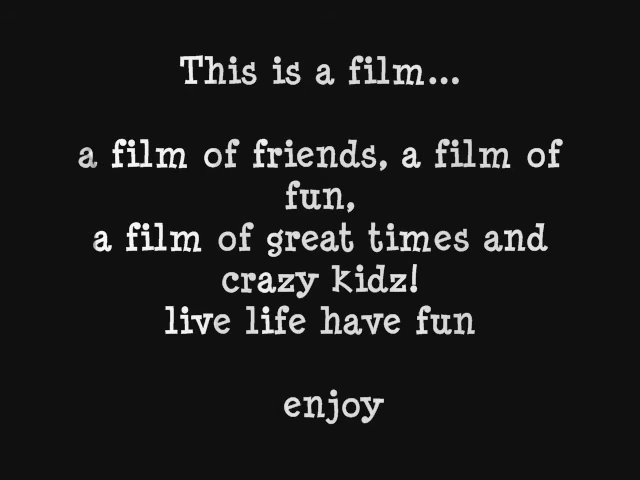 This is a film...
a film of friends, a film of
fun,
a film of great times and
crazy kidz!
live life have fun
enjoy